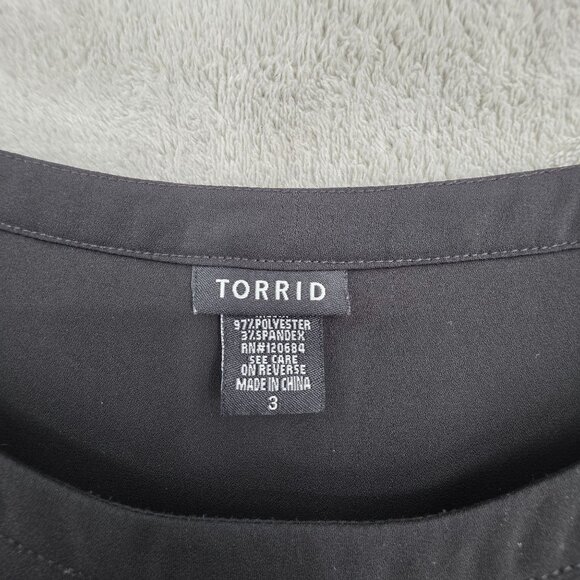 TORRID
97%POLYESTER
3%SPANDEX
RN#120684
SEE CARE
ON REVERSE
MADE IN CHINA
3